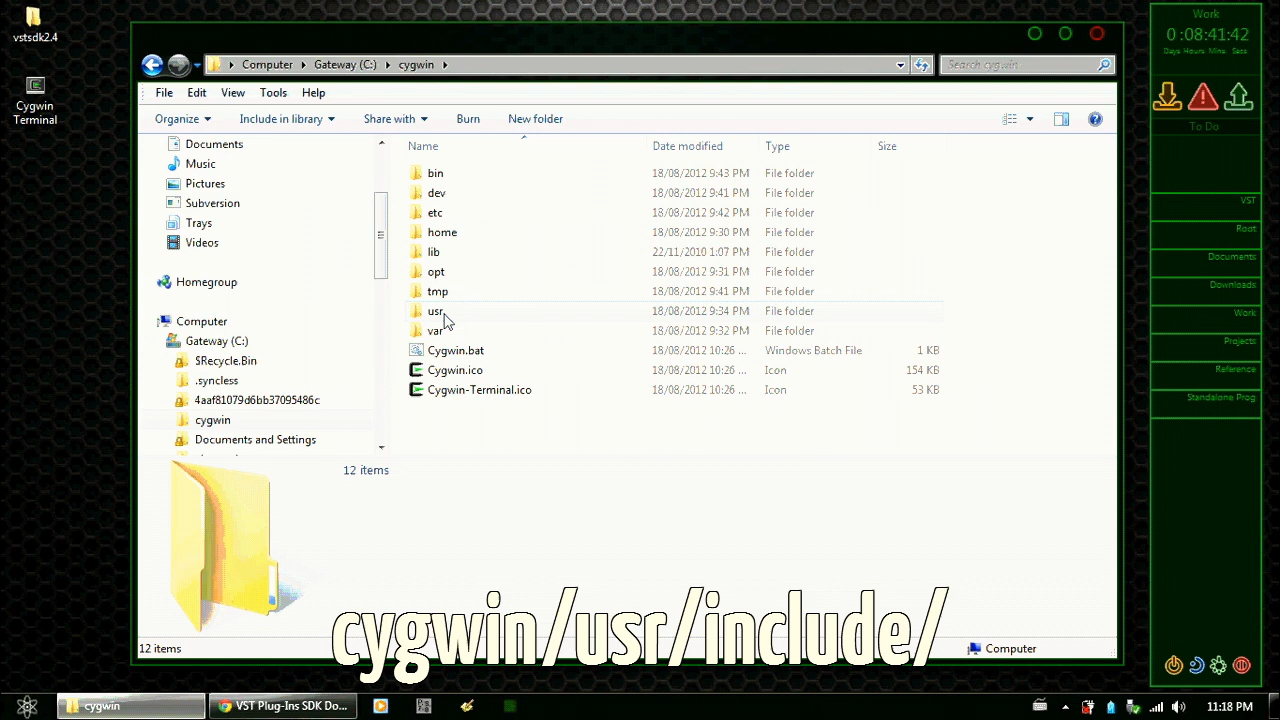 vstsdk2.4
Cygwin
Terminal
Computer
Gateway (C:)
cygwin
Search cygwin
File Edit View Tools Help
Organize Include in library Share with Burn New folder
Documents
Music
Pictures
Subversion
Trays
Videos
Homegroup
Computer
Gateway (C:)
$Recycle.Bin
.syncless
4aaf81079d6bb37095486c
cygwin
Documents and Settings
Name Date modified Type Size
bin 18/08/2012 9:43 PM File folder
dev 18/08/2012 9:41 PM File folder
etc 18/08/2012 9:42 PM File folder
home 18/08/2012 9:30 PM File folder
lib 22/11/2010 1:07 PM File folder
opt 18/08/2012 9:31 PM File folder
tmp 18/08/2012 9:41 PM File folder
usr 18/08/2012 9:34 PM File folder
var 18/08/2012 9:32 PM File folder
Cygwin.bat 18/08/2012 10:26 ... Windows Batch File 1 KB
Cygwin.ico 18/08/2012 10:26 ... Icon 154 KB
Cygwin-Terminal.ico 18/08/2012 10:26 ... Icon 53 KB
12 items
cygwin/usr/include/
12 items
Computer
Work
0:08:41:42
Days Hours Mins Secs
To Do
VST
Root
Documents
Downloads
Work
Projects
Reference
Standalone Prog
cygwin
VST Plug-Ins SDK Do...
11:18 PM